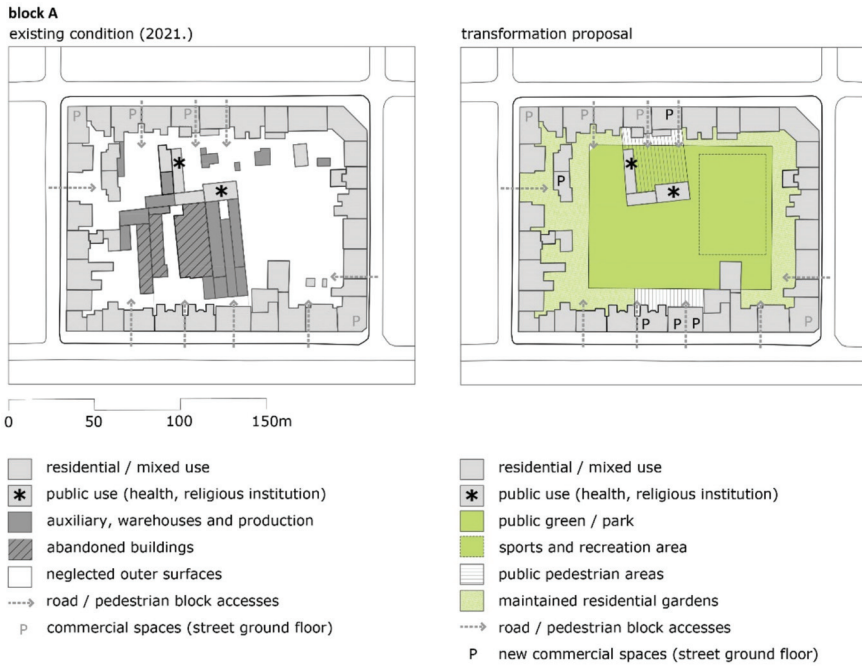 block A
existing condition (2021.)
transformation proposal
P P P P
P P P P
P
P
P P P
P
0 50 100 150m
residential / mixed use
public use (health, religious institution)
auxiliary, warehouses and production
abandoned buildings
neglected outer surfaces
road / pedestrian block accesses
P commercial spaces (street ground floor)
residential / mixed use
public use (health, religious institution)
public green / park
sports and recreation area
public pedestrian areas
maintained residential gardens
road / pedestrian block accesses
P new commercial spaces (street ground floor)